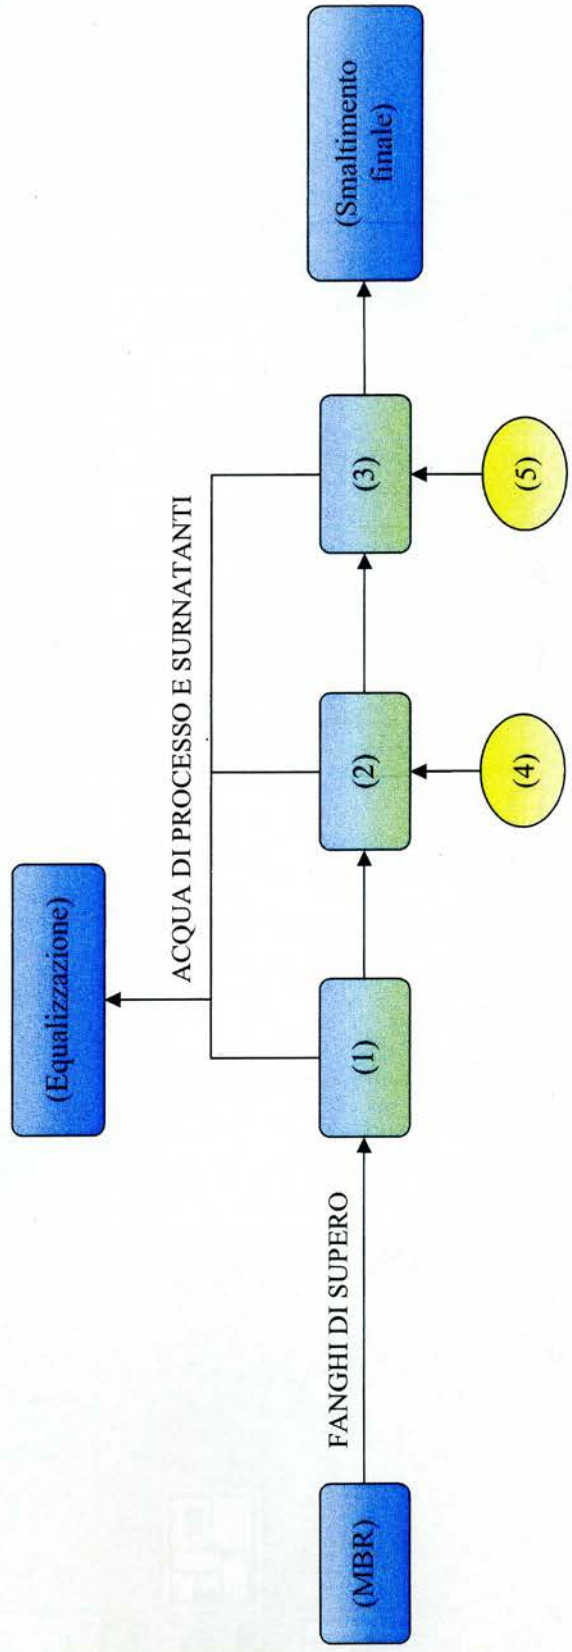 (Equalizzazione)
ACQUA DI PROCESSO E SURNATANTI
(MBR)
FANGHI DI SUPERO
(1)
(2)
(3)
(Smaltimento
finale)
(4)
(5)